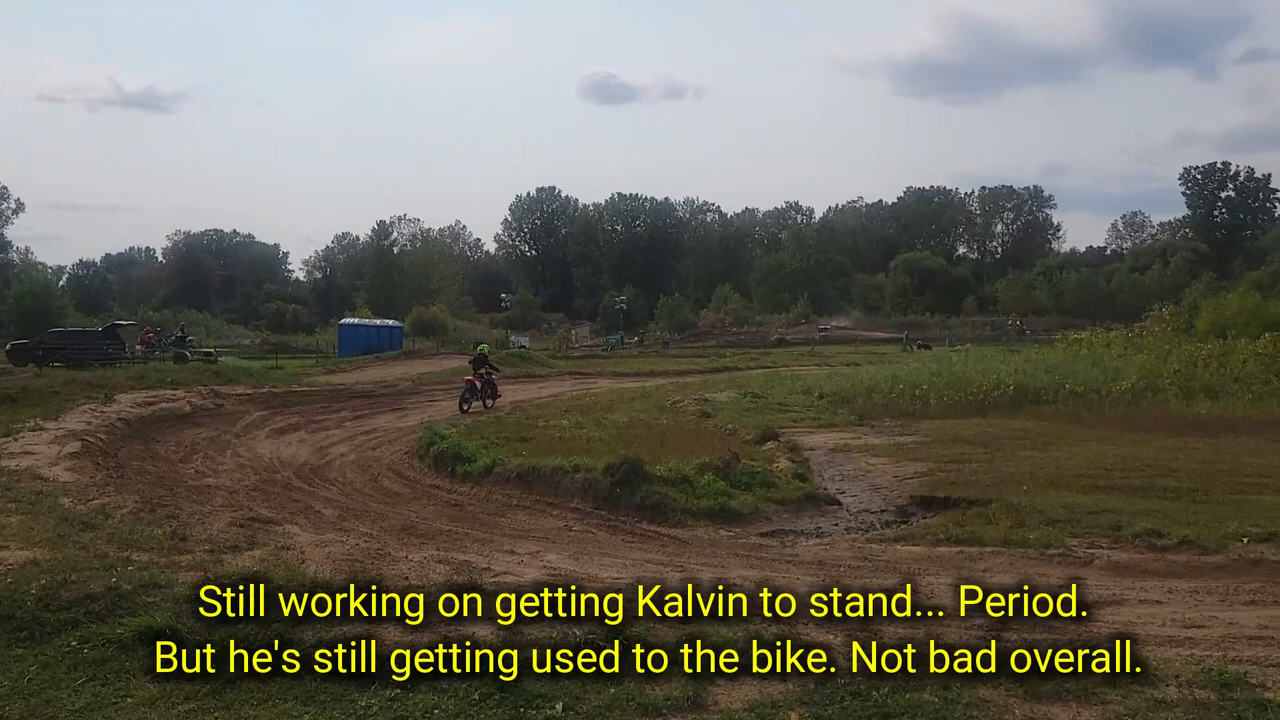 Still working on getting Kalvin to stand... Period.
But he's still getting used to the bike. Not bad overall.